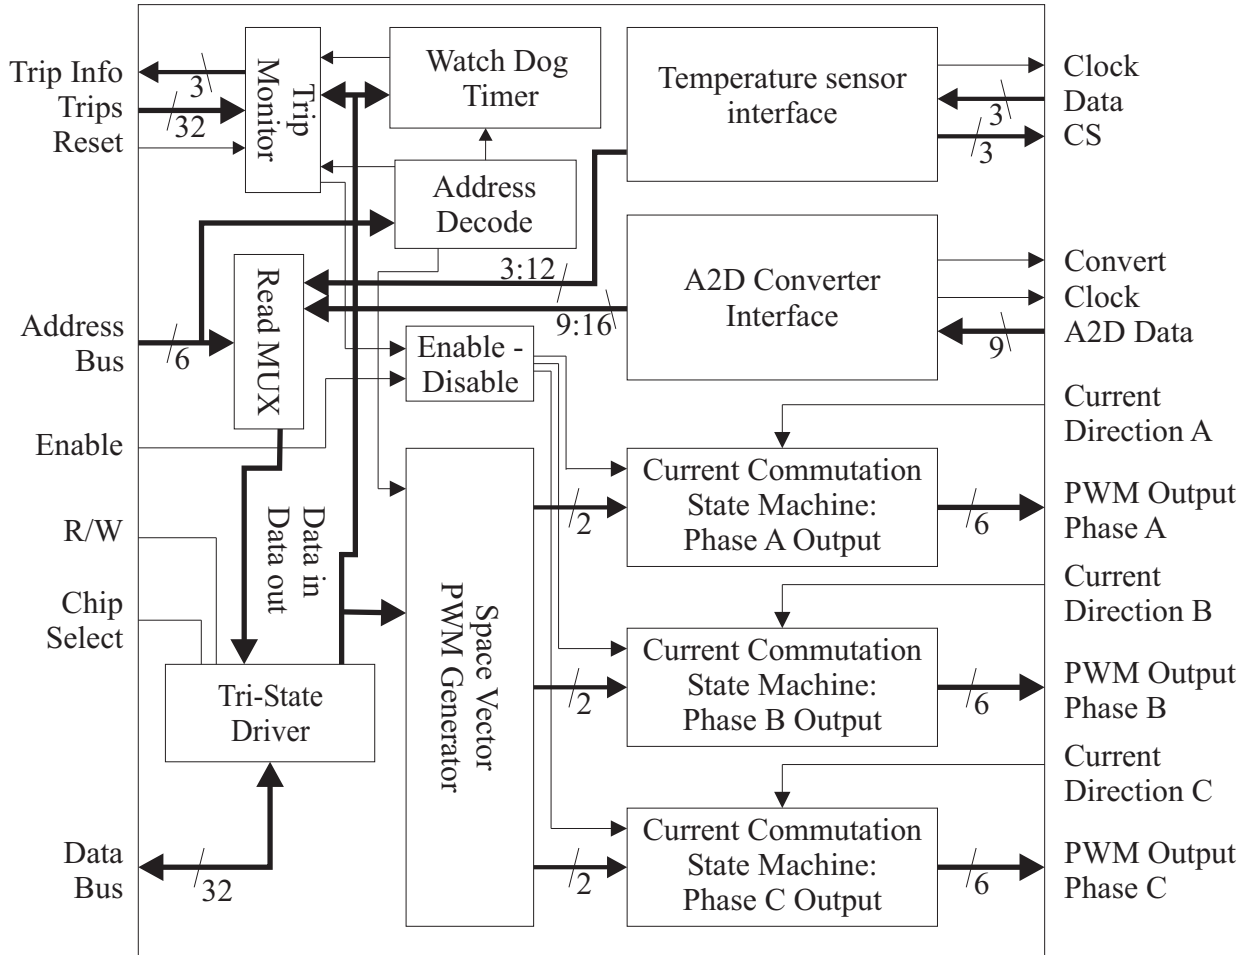 Trip Info
Trips
Reset
3
32
Trip
Monitor
Watch Dog
Timer
Address
Decode
Temperature sensor
interface
Clock
Data
CS
3
3
Address
Bus
6
Read MUX
3:12
9:16
A2D Converter
Interface
Convert
Clock
A2D Data
9
Enable -
Disable
Enable
R/W
Chip
Select
Data in
Data out
Tri-State
Driver
Data
Bus
32
Space Vector
PWM Generator
2
Current Commutation
State Machine:
Phase A Output
6
Current
Direction A
PWM Output
Phase A
2
Current Commutation
State Machine:
Phase B Output
6
Current
Direction B
PWM Output
Phase B
2
Current Commutation
State Machine:
Phase C Output
6
Current
Direction C
PWM Output
Phase C